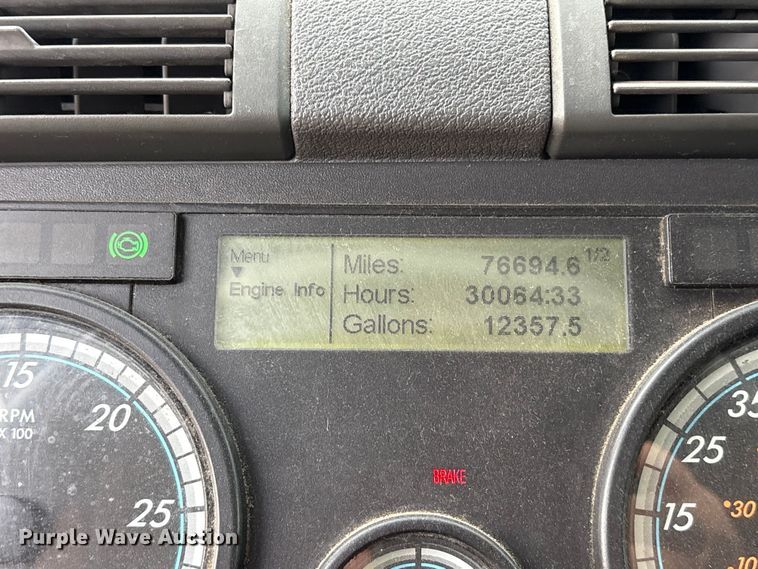 Menu
Engine Info
Miles: 76694.6 1/2
Hours: 30064:33
Gallons: 12357.5
BRAKE
15
20
25
RPM
X 100
35
25
15
30
10
Purple Wave Auction